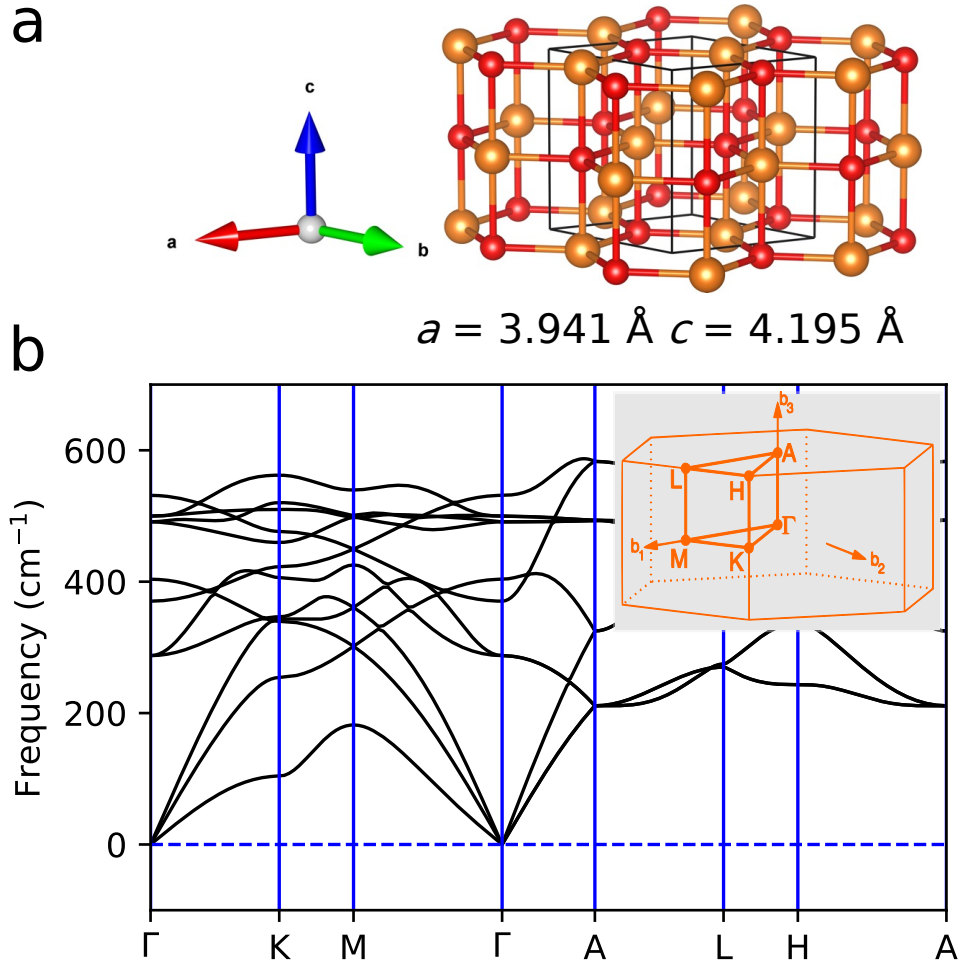 a
c
a
b
a = 3.941 Å c = 4.195 Å
b
Frequency (cm⁻¹)
600
400
200
0
b₃
A
L
H
Γ
b₁
M
K
b₂
Γ K M Γ A L H A